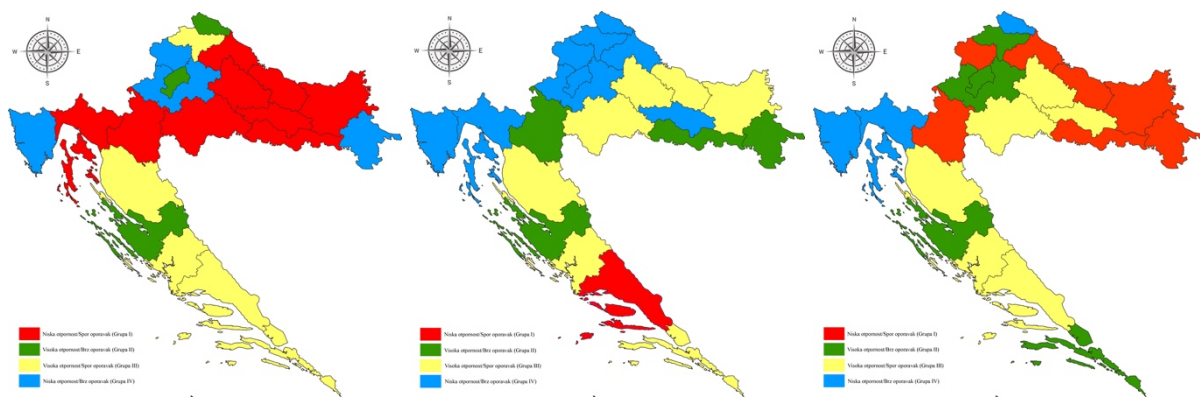 N
W E
S
Niska otpornost/Spor oporavak (Grupa I)
Visoka otpornost/Brz oporavak (Grupa II)
Visoka otpornost/Spor oporavak (Grupa III)
Niska otpornost/Brz oporavak (Grupa IV)
N
W E
S
Niska otpornost/Spor oporavak (Grupa I)
Visoka otpornost/Brz oporavak (Grupa II)
Visoka otpornost/Spor oporavak (Grupa III)
Niska otpornost/Brz oporavak (Grupa IV)
N
W E
S
Niska otpornost/Spor oporavak (Grupa I)
Visoka otpornost/Brz oporavak (Grupa II)
Visoka otpornost/Spor oporavak (Grupa III)
Niska otpornost/Brz oporavak (Grupa IV)